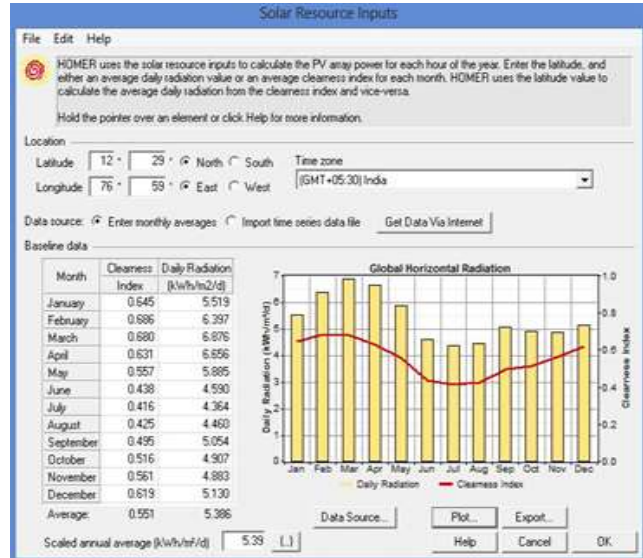 Solar Resource Inputs
File Edit Help
HOMER uses the solar resource inputs to calculate the PV array power for each hour of the year. Enter the latitude, and
either an average daily radiation value or an average clearness index for each month. HOMER uses the latitude value to
calculate the average daily radiation from the clearness index and vice-versa.
Hold the pointer over an element or click Help for more information.
Location
Latitude 12 ° 29 ' North South Time zone
Longitude 76 ° 59 ' East West (GMT+05:30) India
Data source: Enter monthly averages Import time series data file Get Data Via Internet
Baseline data
Month Clearness Index Daily Radiation (kWh/m2/d)
January 0.645 5.519
February 0.686 6.397
March 0.680 6.876
April 0.631 6.656
May 0.557 5.885
June 0.438 4.590
July 0.416 4.364
August 0.425 4.460
September 0.495 5.054
October 0.516 4.907
November 0.561 4.883
December 0.619 5.130
Average: 0.551 5.386
Scaled annual average (kWh/m²/d) 5.39 {..}
Global Horizontal Radiation
Daily Radiation (kWh/m²/d)
7
6
5
4
3
2
1
0
Clearness Index
1.0
0.8
0.6
0.4
0.2
0.0
Jan Feb Mar Apr May Jun Jul Aug Sep Oct Nov Dec
Daily Radiation Clearness Index
Data Source... Plot... Export...
Help Cancel OK